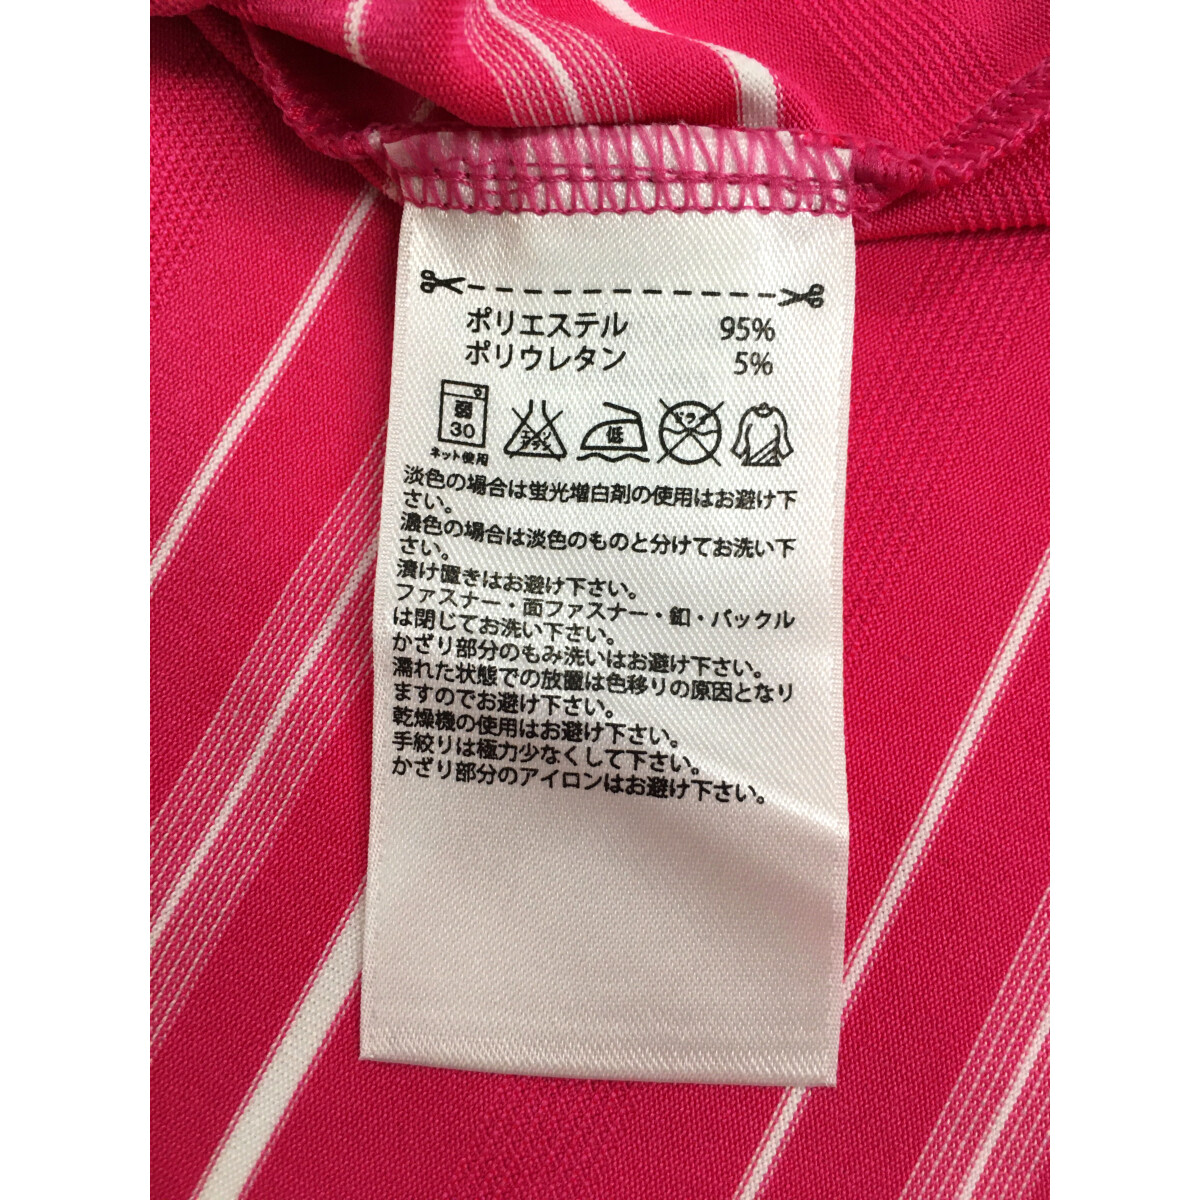 ポリエステル 95%
ポリウレタン 5%
弱
30
ネット使用
エンソ
サラシ
低
ドライ
淡色の場合は蛍光増白剤の使用はお避け下
さい。
濃色の場合は淡色のものと分けてお洗い下
さい。
漬け置きはお避け下さい。
ファスナー・面ファスナー・釦・バックル
は閉じてお洗い下さい。
かざり部分のもみ洗いはお避け下さい。
濡れた状態での放置は色移りの原因となり
ますのでお避け下さい。
乾燥機の使用はお避け下さい。
手絞りは極力少なくして下さい。
かざり部分のアイロンはお避け下さい。